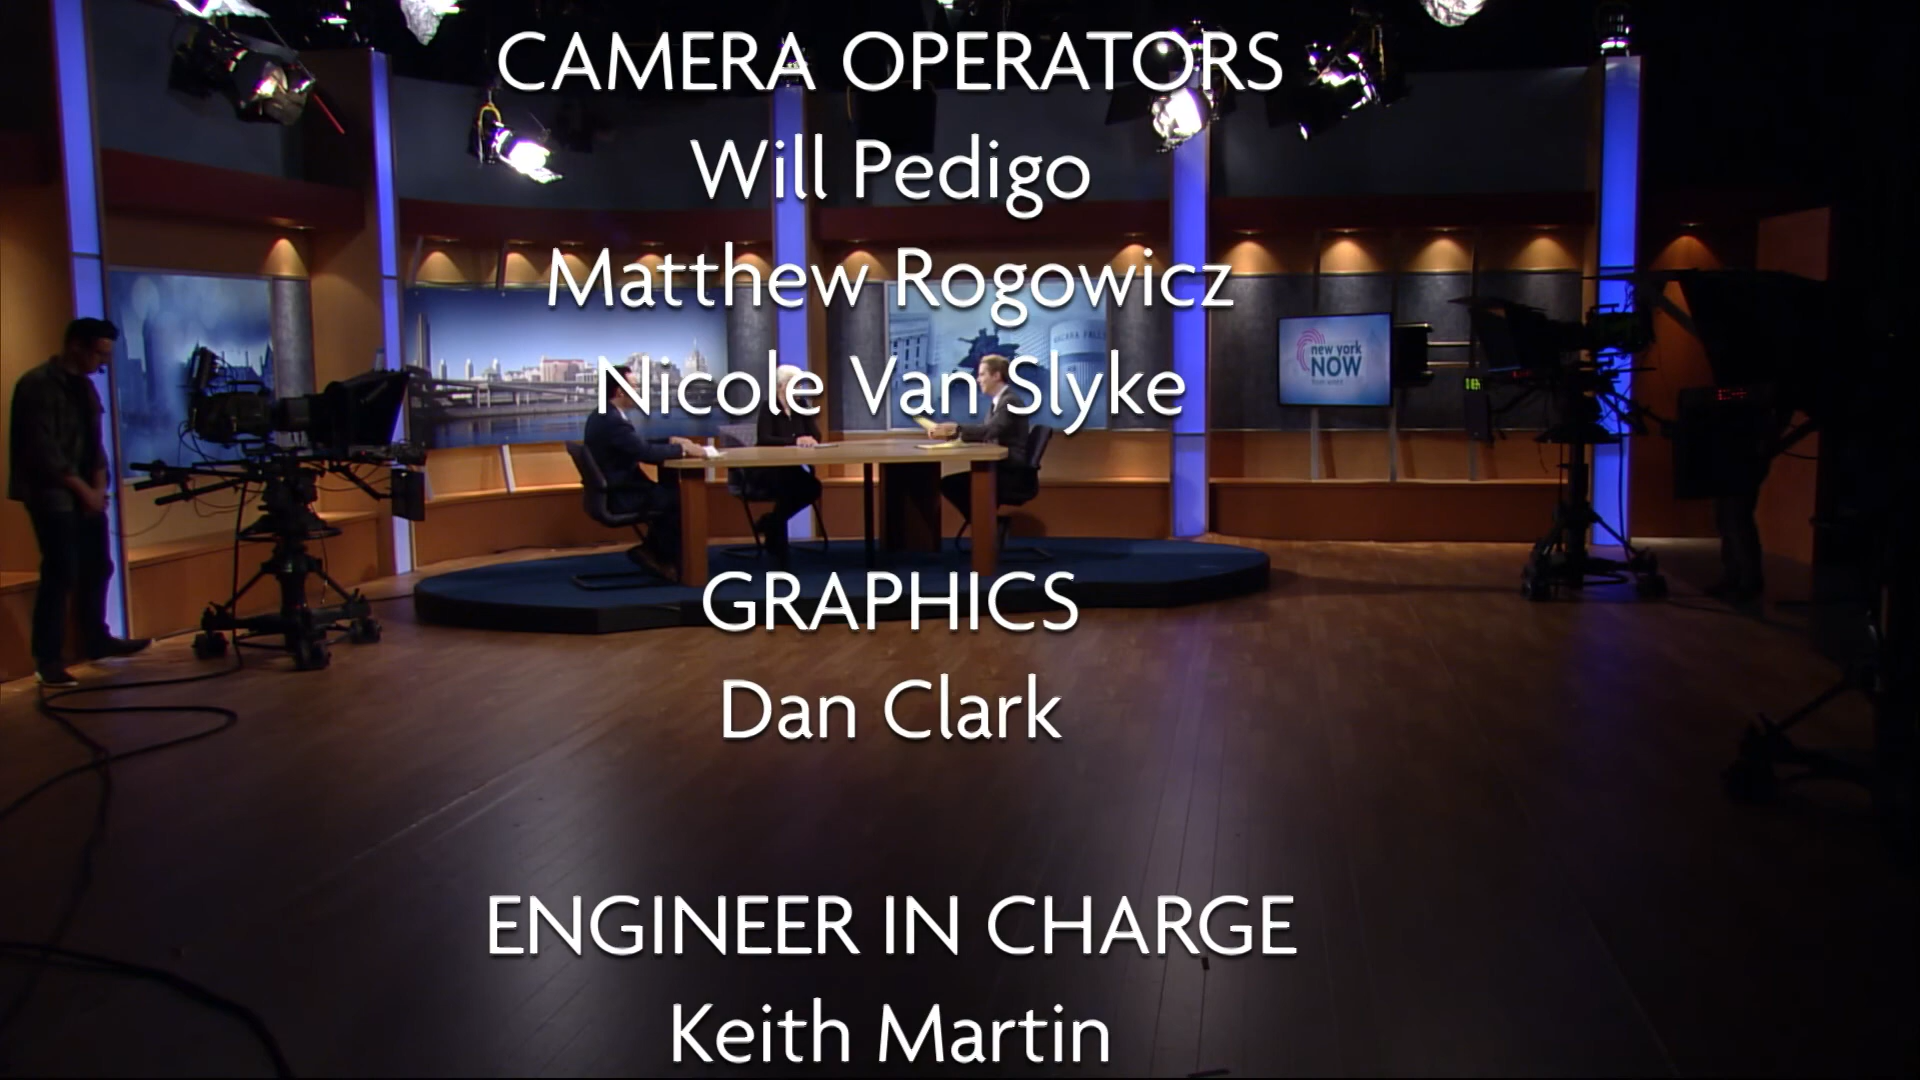 CAMERA OPERATORS
Will Pedigo
Matthew Rogowicz
Nicole Van Slyke
new york
NOW
GRAPHICS
Dan Clark
ENGINEER IN CHARGE
Keith Martin